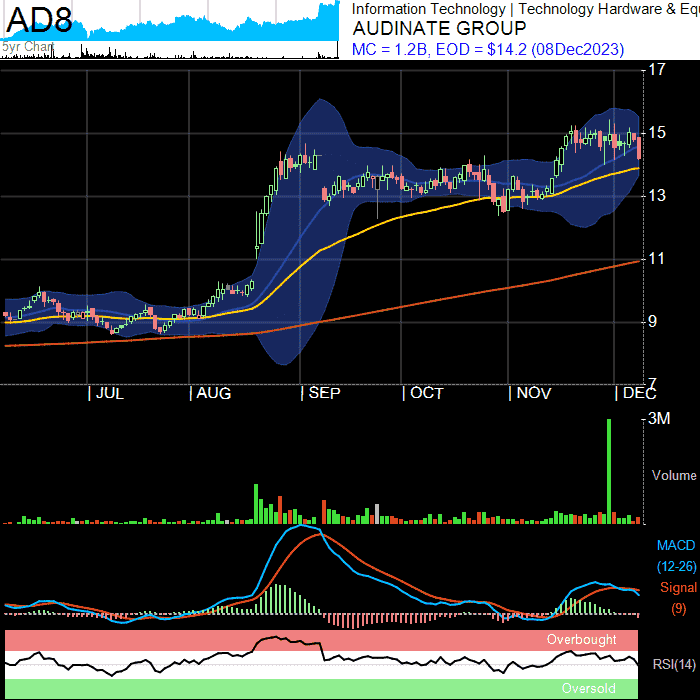 AD8
5yr Chart
Information Technology | Technology Hardware & Equ
AUDINATE GROUP
MC = 1.2B, EOD = $14.2 (08Dec2023)
17
15
13
11
9
7
| JUL | AUG | SEP | OCT | NOV | DEC
3M
Volume
MACD
(12-26)
Signal
(9)
Overbought
RSI(14)
Oversold